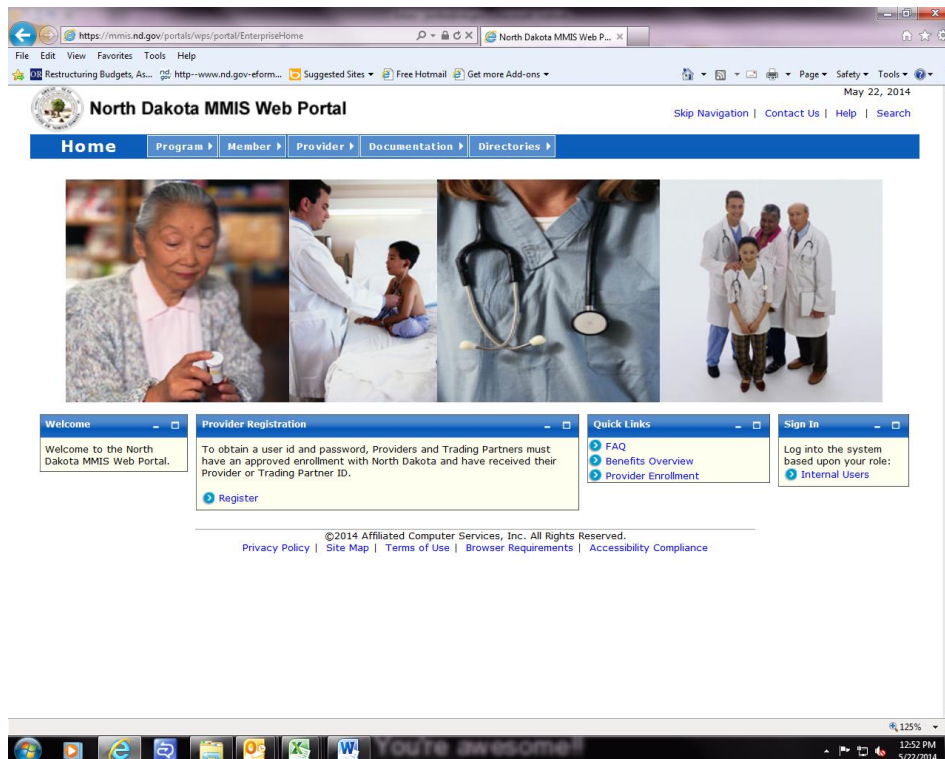 https://mmis.nd.gov/portals/wps/portal/EnterpriseHome
North Dakota MMIS Web P...
File Edit View Favorites Tools Help
Restructuring Budgets, As... http--www.nd.gov-eform... Suggested Sites Free Hotmail Get more Add-ons Page Safety Tools
May 22, 2014
North Dakota MMIS Web Portal
Skip Navigation | Contact Us | Help | Search
Home Program Member Provider Documentation Directories
Welcome
Welcome to the North
Dakota MMIS Web Portal.
Provider Registration
To obtain a user id and password, Providers and Trading Partners must
have an approved enrollment with North Dakota and have received their
Provider or Trading Partner ID.
Register
Quick Links
FAQ
Benefits Overview
Provider Enrollment
Sign In
Log into the system
based upon your role:
Internal Users
©2014 Affiliated Computer Services, Inc. All Rights Reserved.
Privacy Policy | Site Map | Terms of Use | Browser Requirements | Accessibility Compliance
125%
You're awesome!!
12:52 PM
5/22/2014